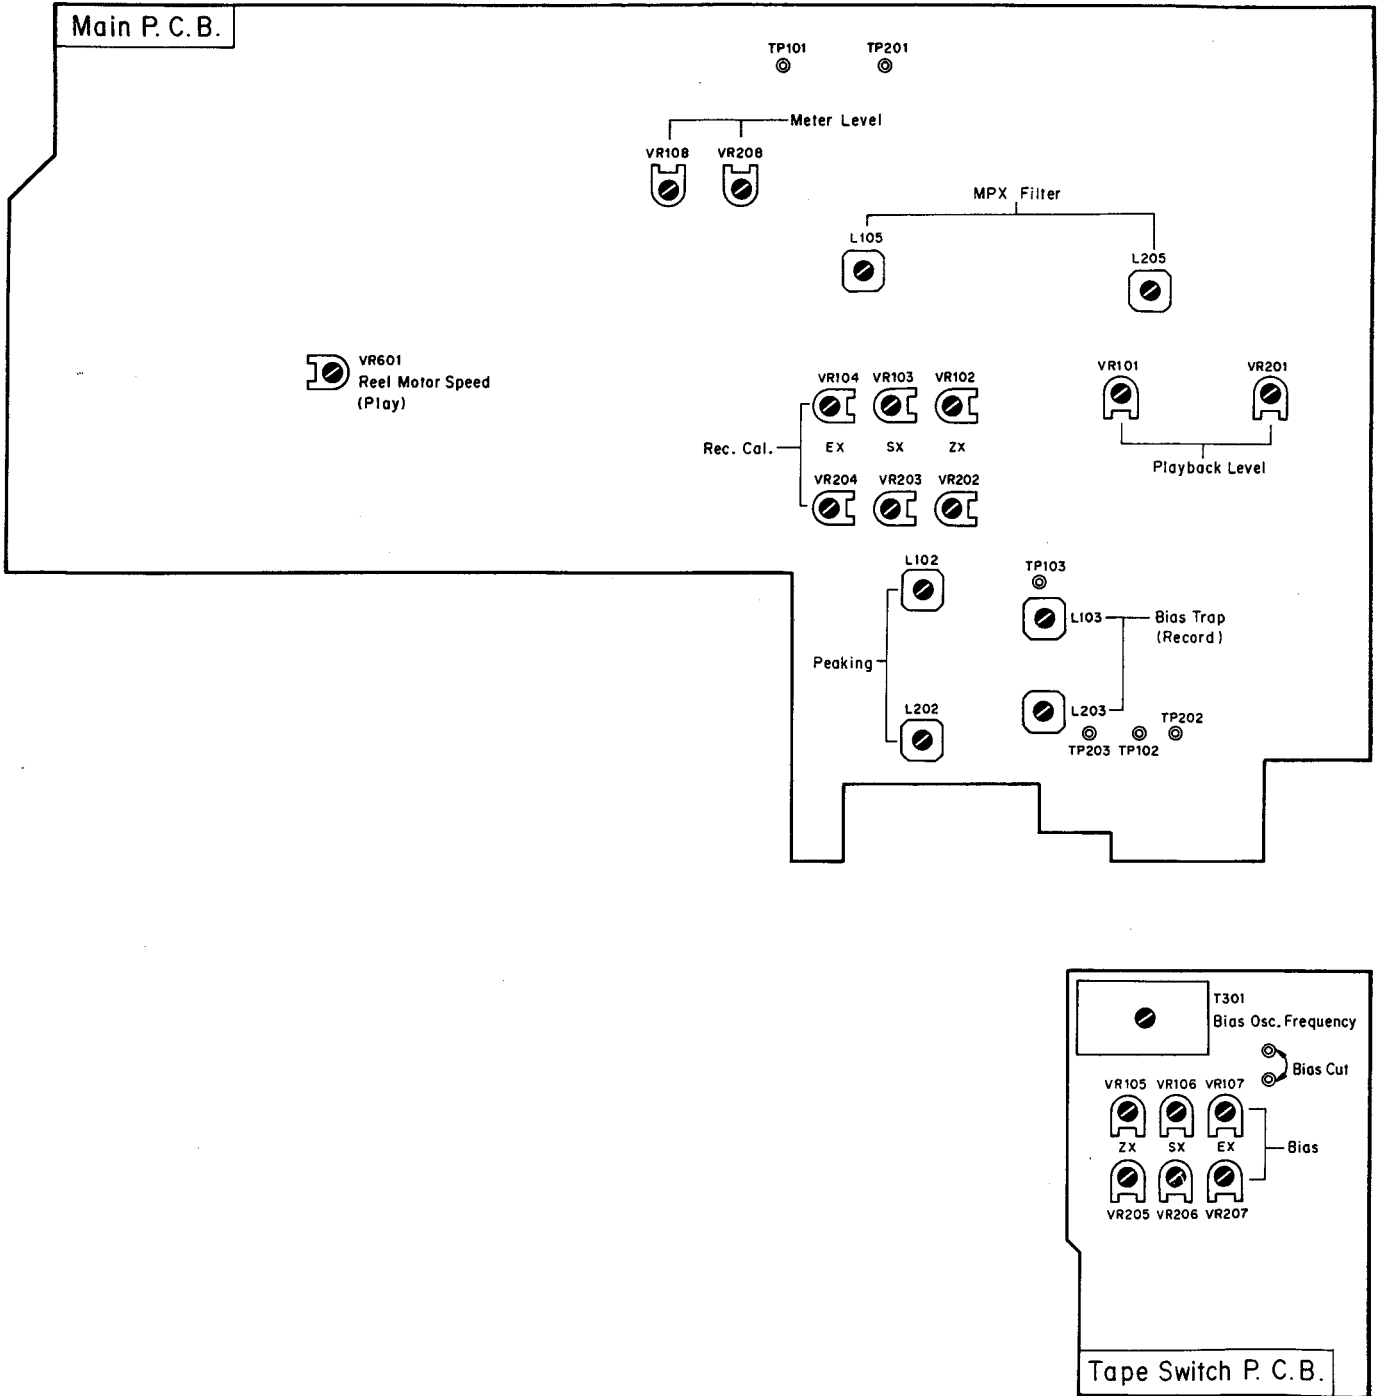 Main P. C. B.
TP101 TP201
Meter Level
VR108 VR208
MPX Filter
L105
L205
VR601
Reel Motor Speed
(Play)
VR104 VR103 VR102
VR101 VR201
Rec. Cal.
EX SX ZX
Playback Level
VR204 VR203 VR202
L102
TP103
L103
Bias Trap
(Record)
Peaking
L202
L203
TP202
TP203 TP102
T301
Bias Osc. Frequency
Bias Cut
VR105 VR106 VR107
ZX SX EX
Bias
VR205 VR206 VR207
Tape Switch P. C. B.